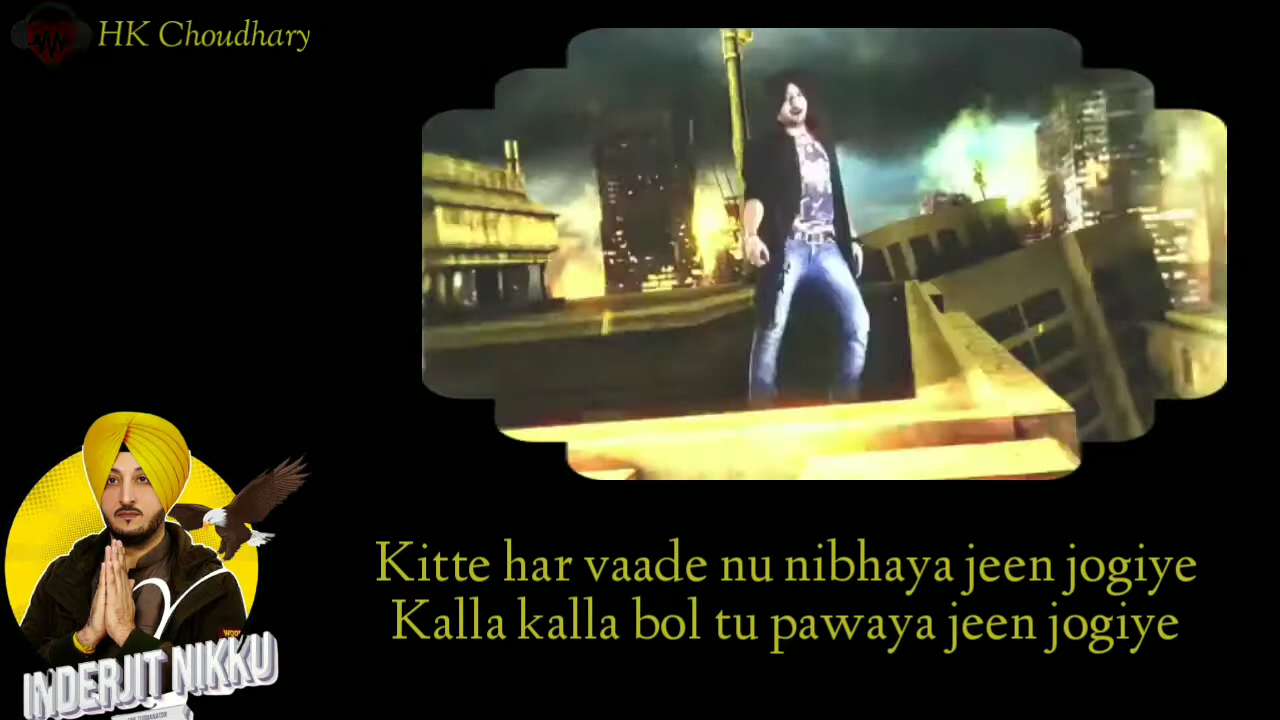 HK Choudhary
Kitte har vaade nu nibhaya jeen jogiye
Kalla kalla bol tu pawaya jeen jogiye
INDERJIT NIKKU